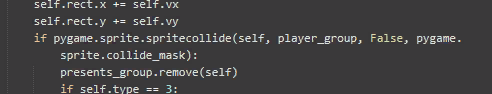 self.rect.x += self.vx
self.rect.y += self.vy
if pygame.sprite.spritecollide(self, player_group, False, pygame.
sprite.collide_mask):
presents_group.remove(self)
if self.type == 3: